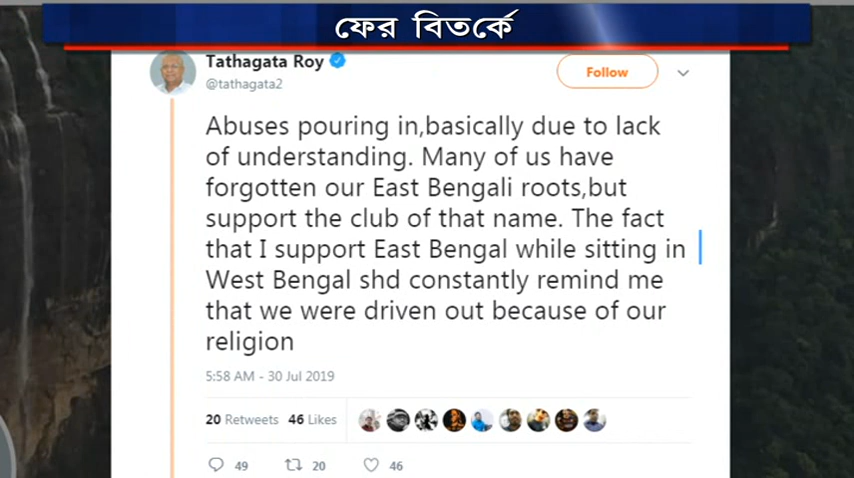 ফের বিতর্কে
Tathagata Roy
@tathagata2
Follow
Abuses pouring in,basically due to lack
of understanding. Many of us have
forgotten our East Bengali roots,but
support the club of that name. The fact
that I support East Bengal while sitting in
West Bengal shd constantly remind me
that we were driven out because of our
religion
5:58 AM - 30 Jul 2019
20 Retweets 46 Likes
49 20 46